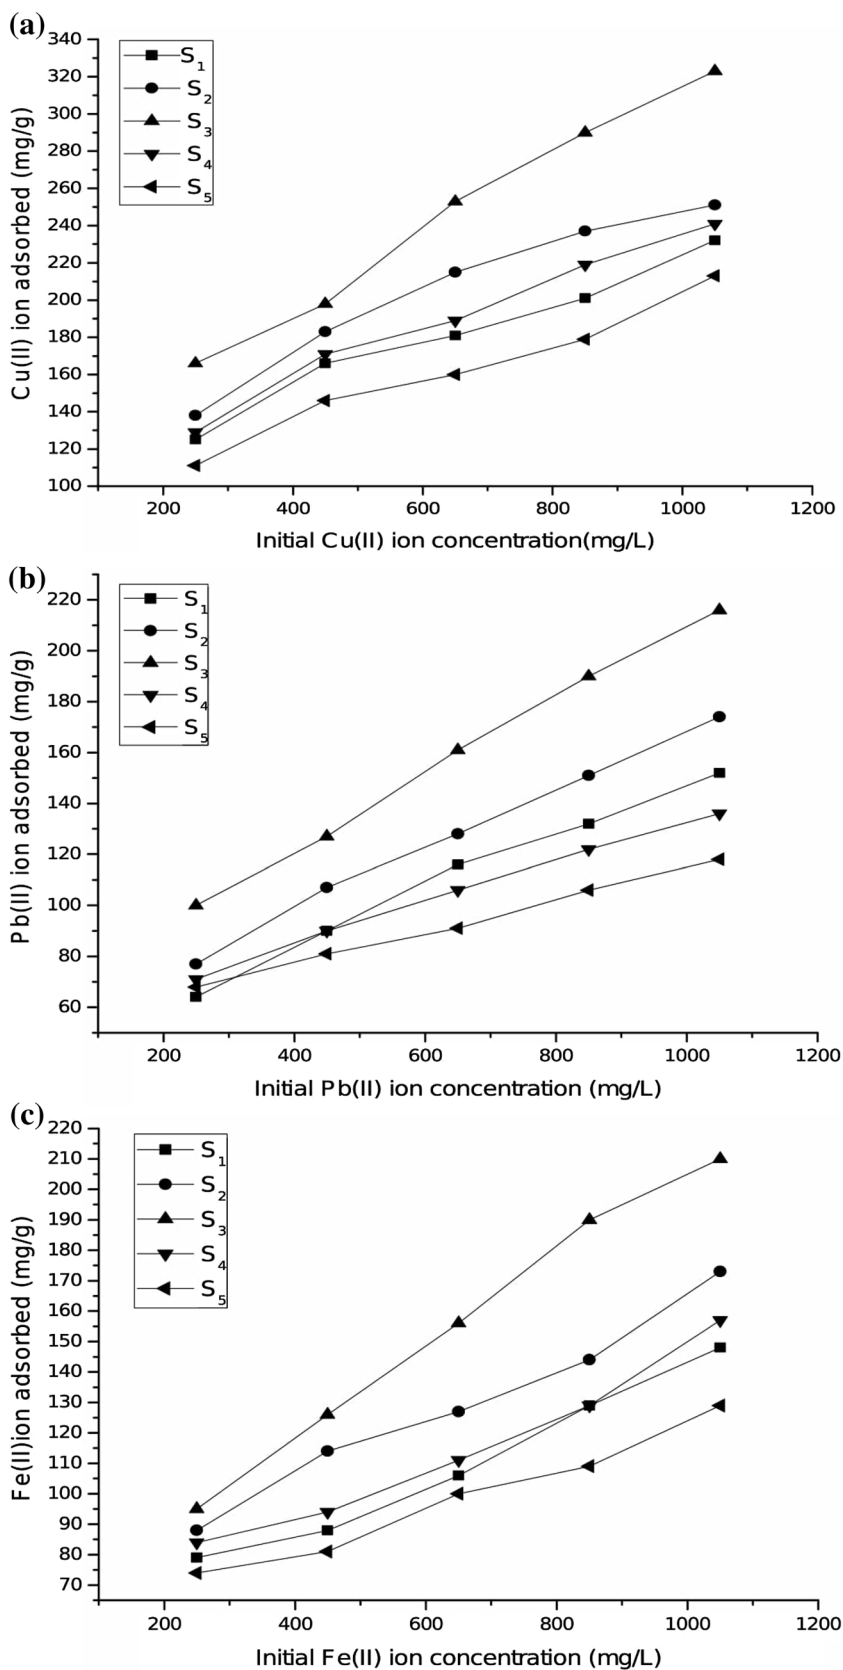 (a)
340
320
300
280
260
240
220
200
180
160
140
120
100
Cu(II) ion adsorbed (mg/g)
S1
S2
S3
S4
S5
200 400 600 800 1000 1200
Initial Cu(II) ion concentration(mg/L)
(b)
220
200
180
160
140
120
100
80
60
Pb(II) ion adsorbed (mg/g)
S1
S2
S3
S4
S5
200 400 600 800 1000 1200
Initial Pb(II) ion concentration (mg/L)
(c)
220
210
200
190
180
170
160
150
140
130
120
110
100
90
80
70
Fe(II)ion adsorbed (mg/g)
S1
S2
S3
S4
S5
200 400 600 800 1000 1200
Initial Fe(II) ion concentration (mg/L)